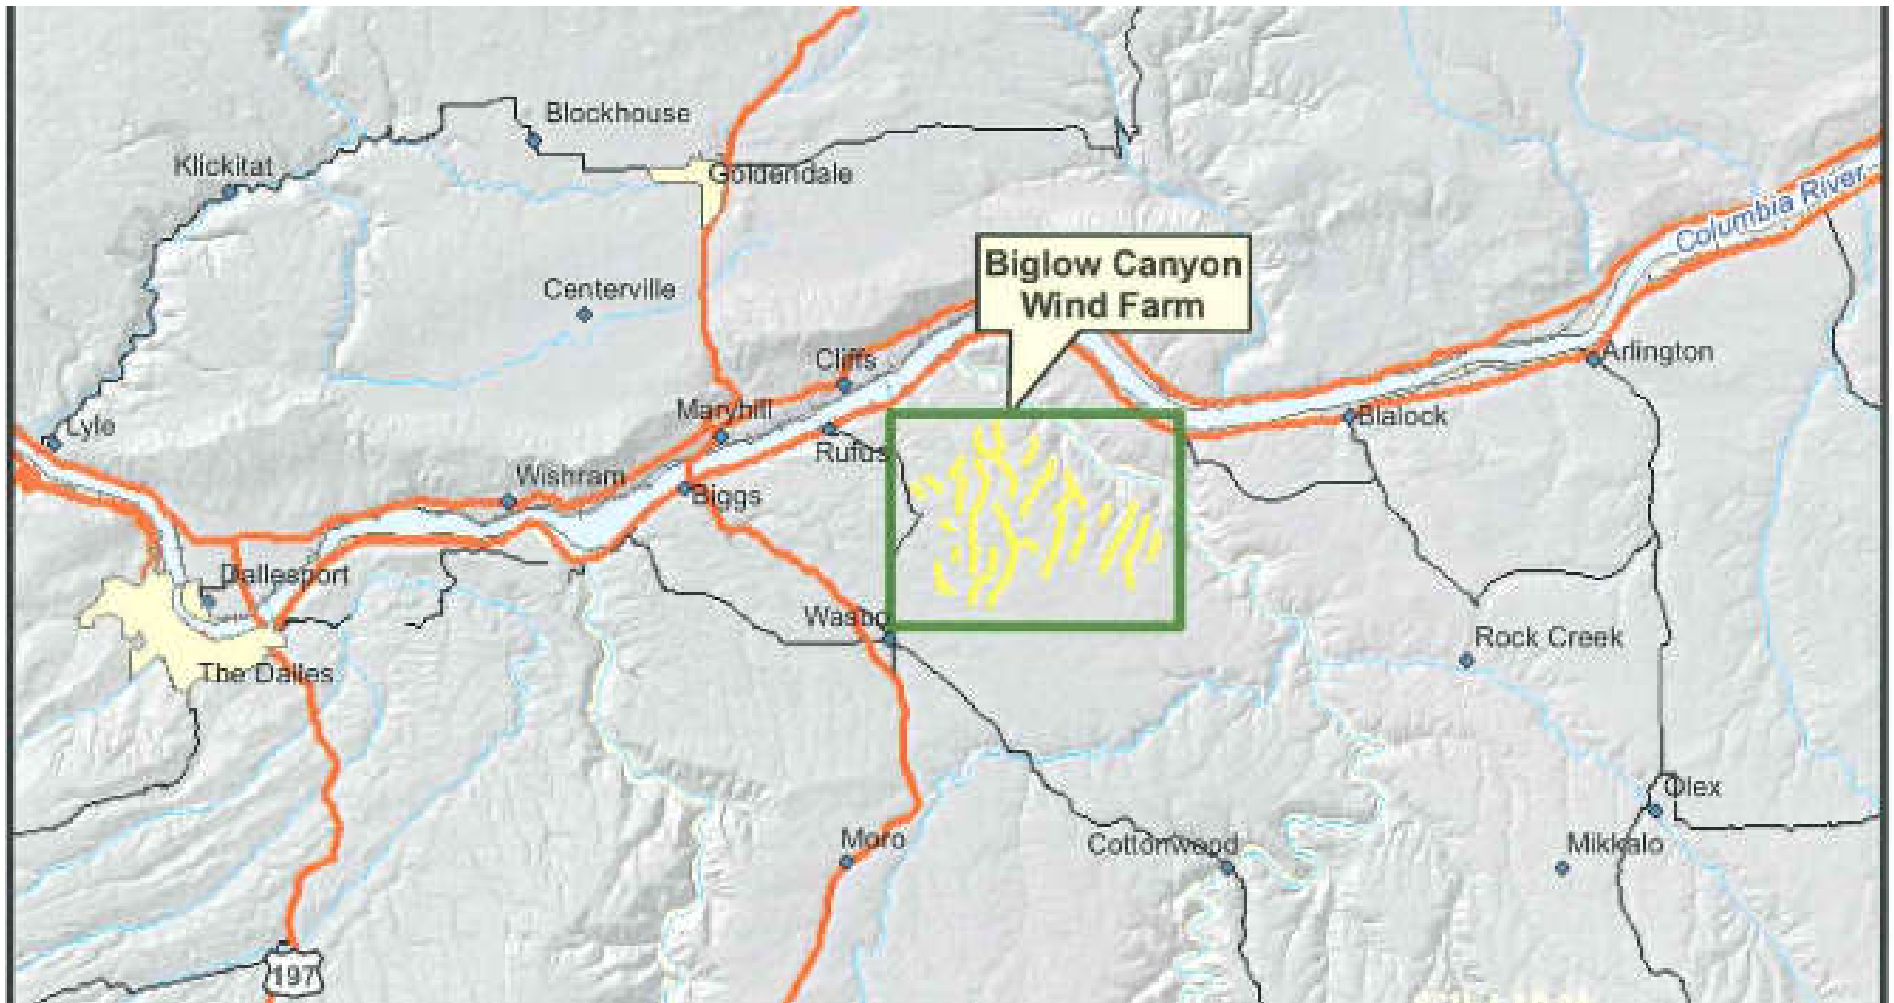 Blockhouse
Klickitat
Goldendale
Columbia River
Biglow Canyon
Wind Farm
Centerville
Cliffs
Arlington
Maryhill
Blalock
Lyle
Rufus
Wishram
Biggs
Dallesport
Wasco
Rock Creek
The Dalles
Olex
Moro
Cottonwood
Mikkalo
197